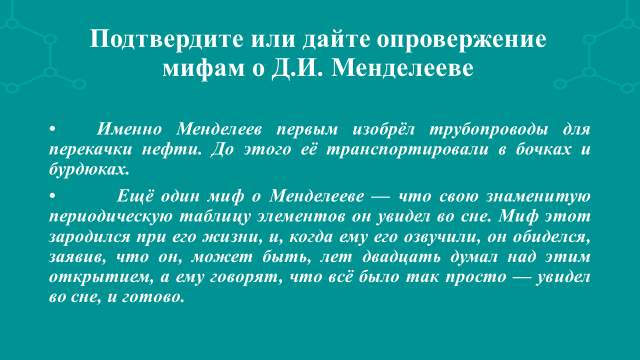 Подтвердите или дайте опровержение
мифам о Д.И. Менделееве
• Именно Менделеев первым изобрёл трубопроводы для
перекачки нефти. До этого её транспортировали в бочках и
бурдюках.
• Ещё один миф о Менделееве — что свою знаменитую
периодическую таблицу элементов он увидел во сне. Миф этот
зародился при его жизни, и, когда ему его озвучили, он обиделся,
заявив, что он, может быть, лет двадцать думал над этим
открытием, а ему говорят, что всё было так просто — увидел
во сне, и готово.